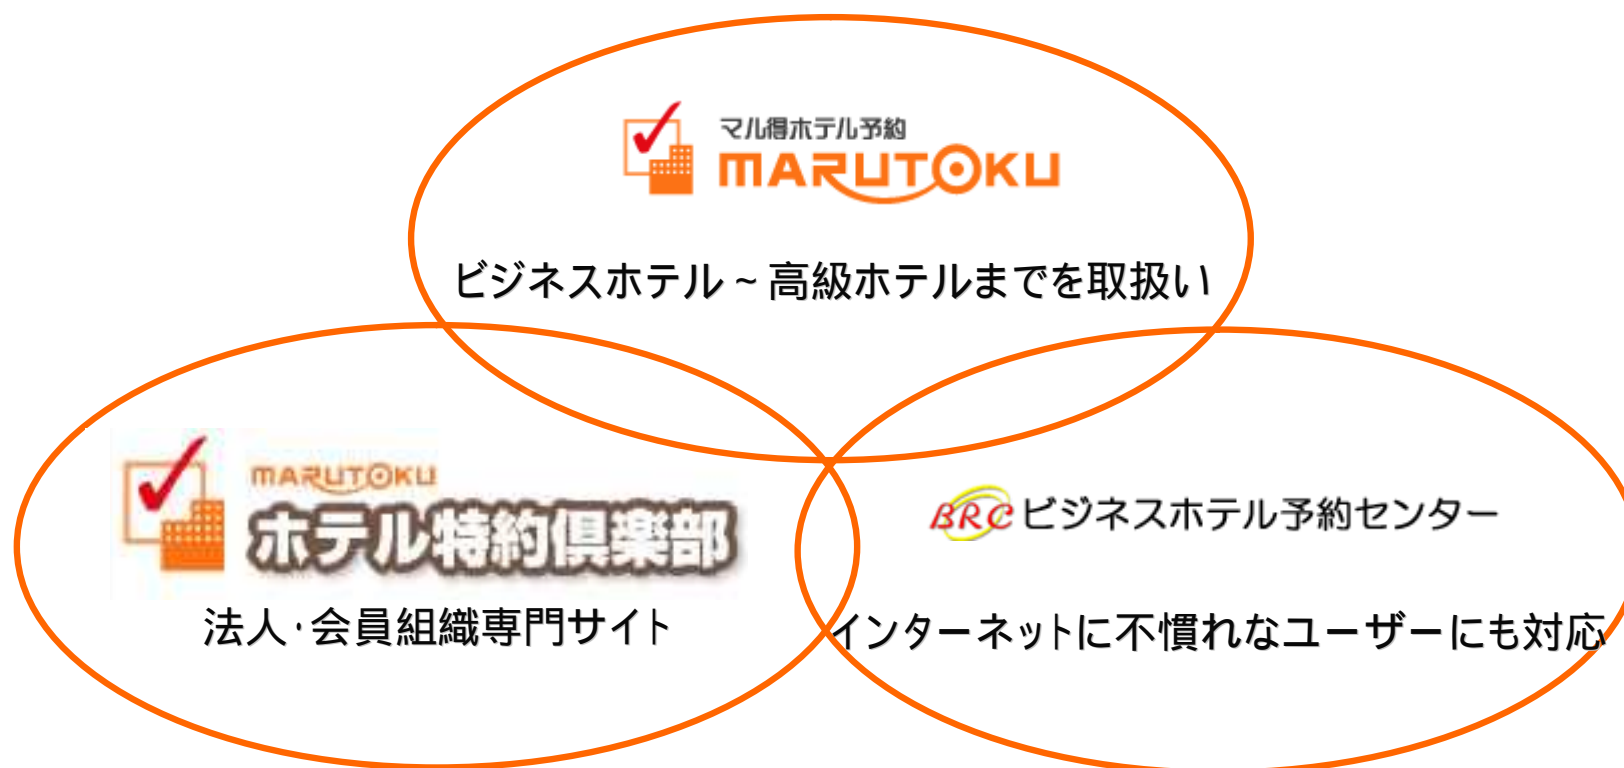 マル得ホテル予約
MARUTOKU
ビジネスホテル ~ 高級ホテルまでを取扱い
MARUTOKU
ホテル特約倶楽部
法人・会員組織専門サイト
BRC ビジネスホテル予約センター
インターネットに不慣れなユーザーにも対応